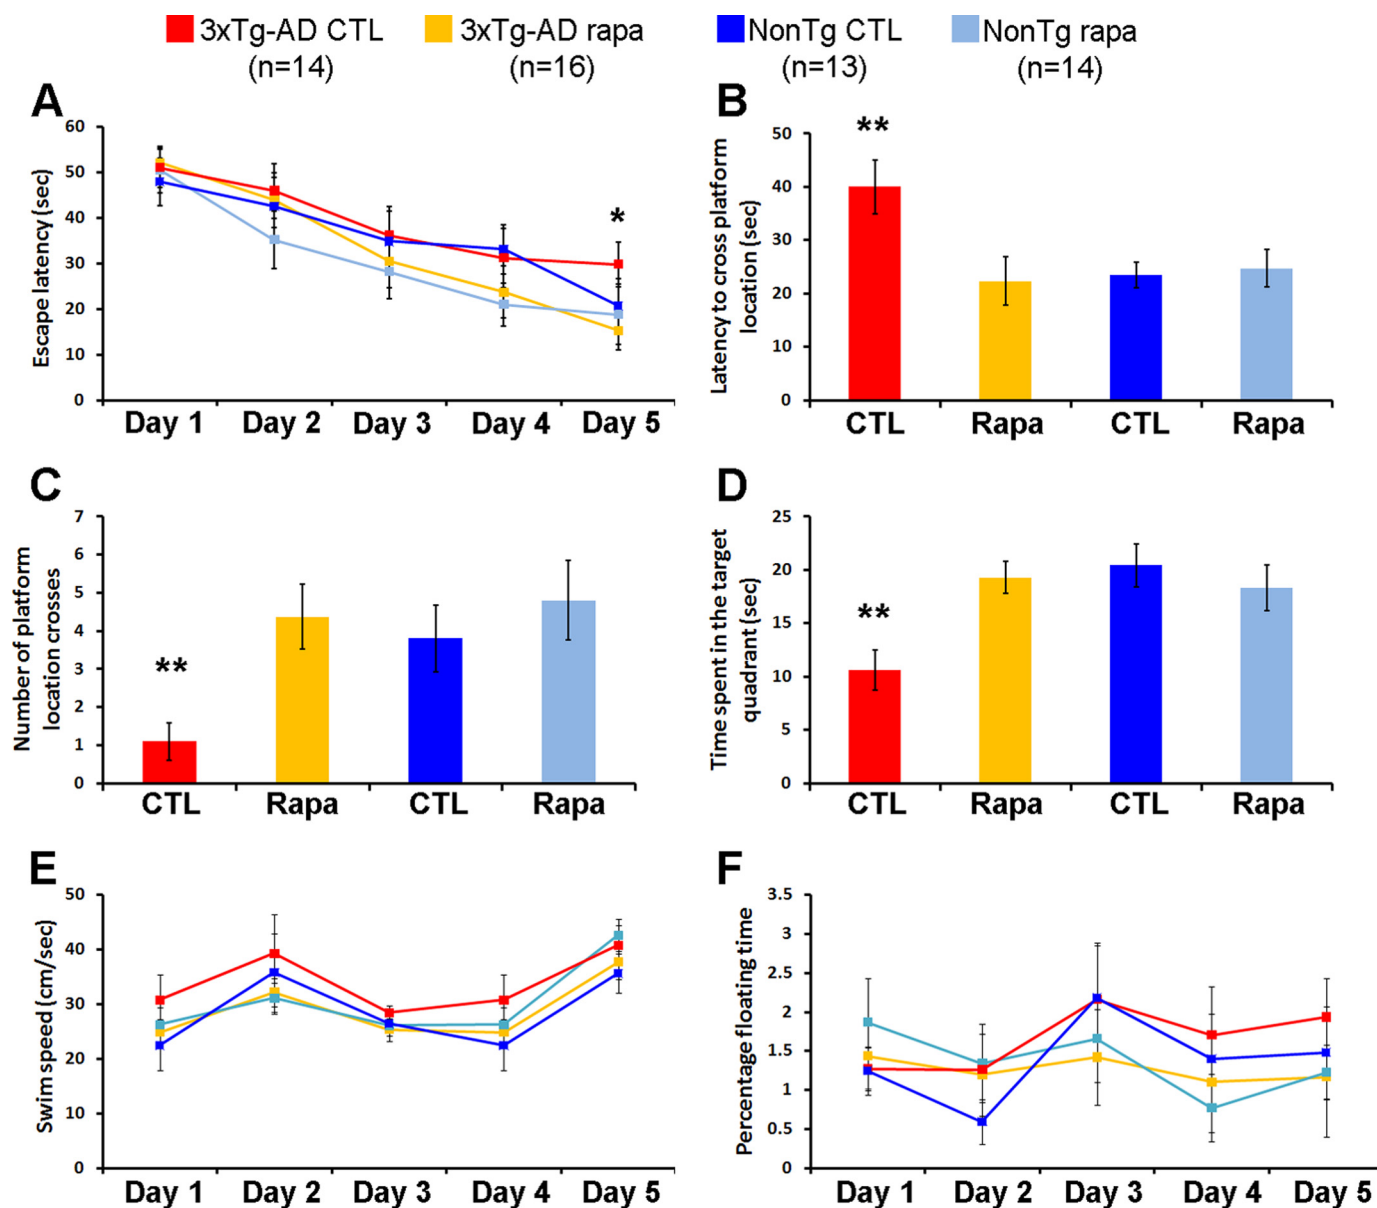 3xTg-AD CTL 3xTg-AD rapa NonTg CTL NonTg rapa
(n=14) (n=16) (n=13) (n=14)
A
Escape latency (sec)
60
50
40
30
20
10
0
*
Day 1 Day 2 Day 3 Day 4 Day 5
B
Latency to cross platform
location (sec)
50
40
30
20
10
0
**
CTL Rapa CTL Rapa
C
Number of platform
location crosses
7
6
5
4
3
2
1
0
**
CTL Rapa CTL Rapa
D
Time spent in the target
quadrant (sec)
25
20
15
10
5
0
**
CTL Rapa CTL Rapa
E
Swim speed (cm/sec)
50
40
30
20
10
0
Day 1 Day 2 Day 3 Day 4 Day 5
F
Percentage floating time
3.5
3
2.5
2
1.5
1
0.5
0
Day 1 Day 2 Day 3 Day 4 Day 5